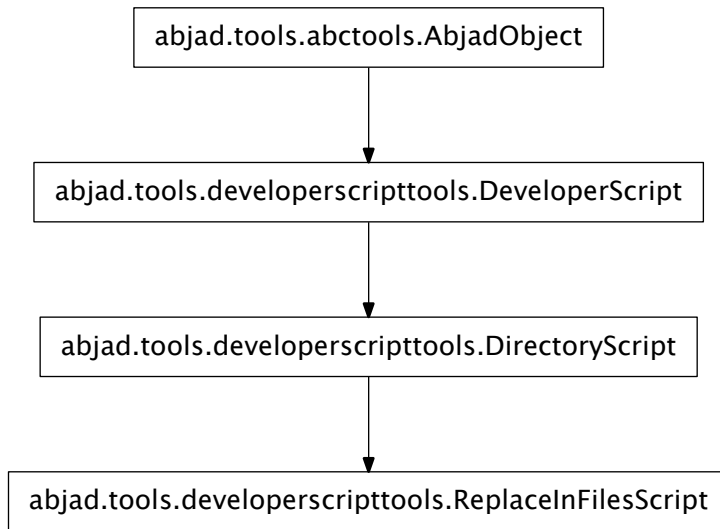 abjad.tools.abctools.AbjadObject
abjad.tools.developerscripttools.DeveloperScript
abjad.tools.developerscripttools.DirectoryScript
abjad.tools.developerscripttools.ReplaceInFilesScript